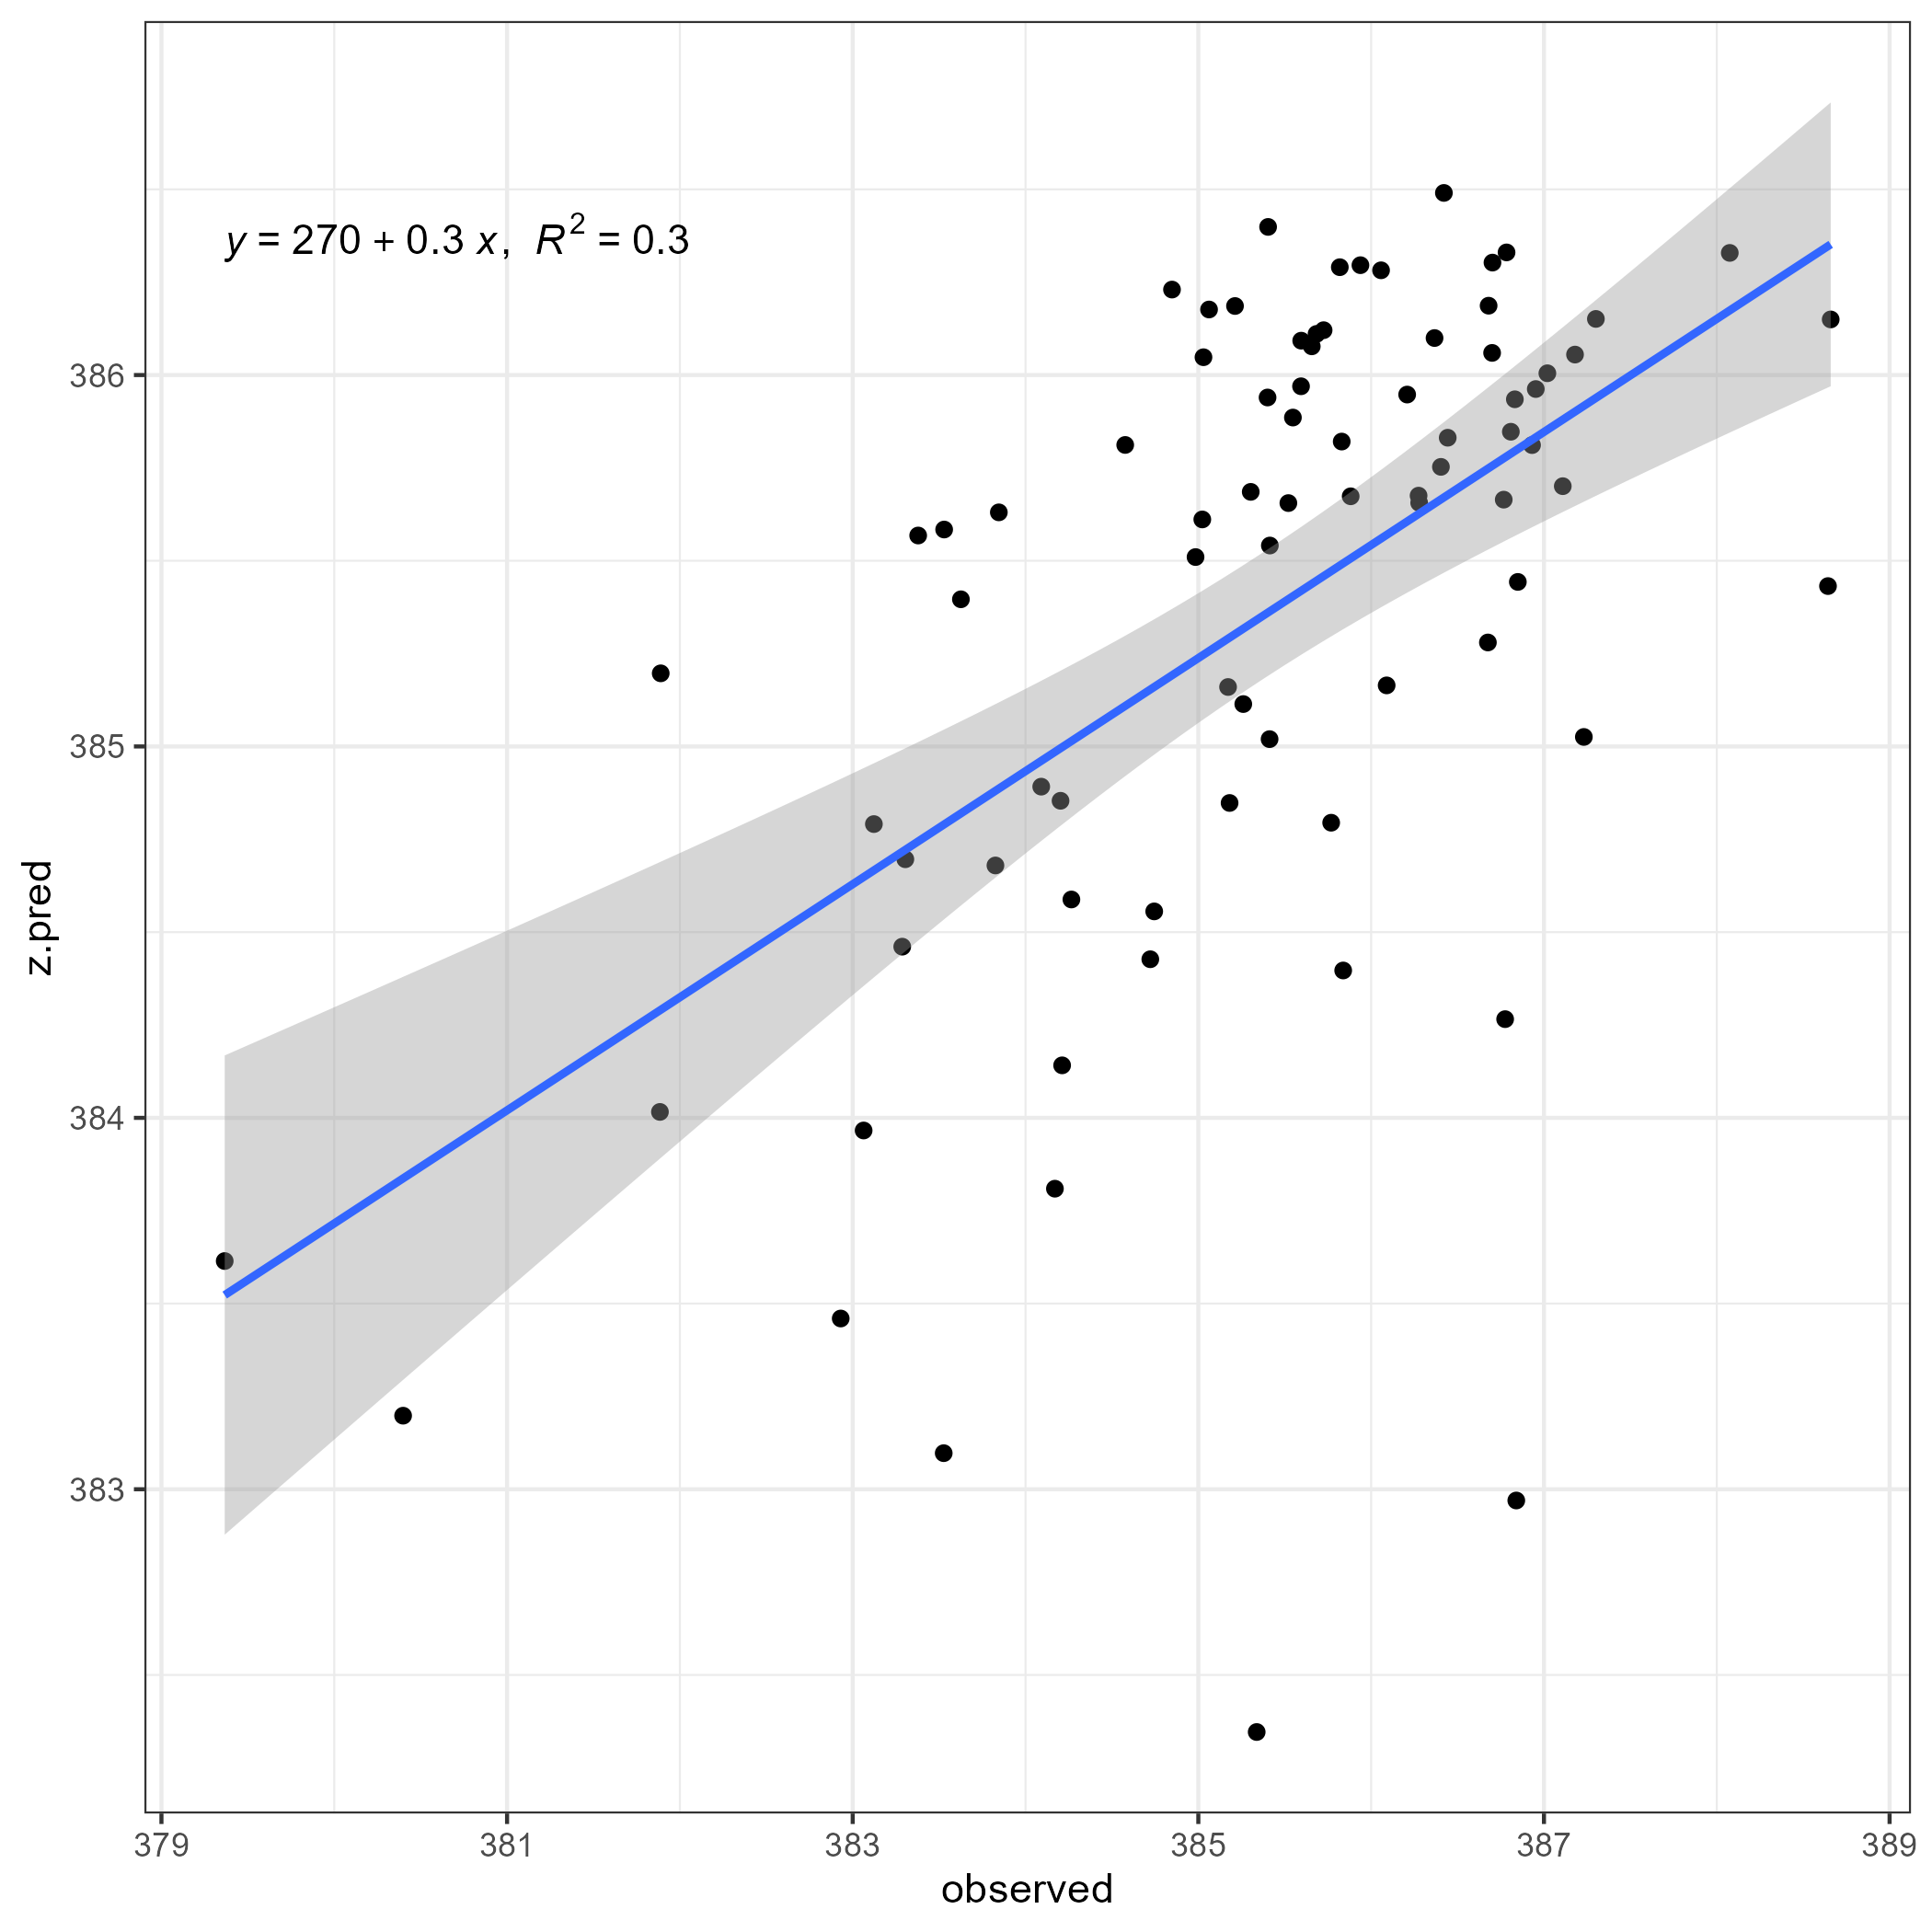 y = 270 + 0.3 x, R² = 0.3
386
385
384
383
z.pred
379 381 383 385 387 389
observed